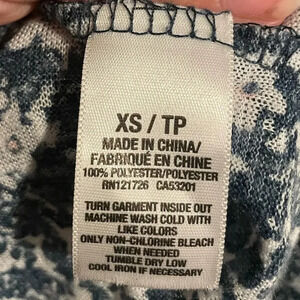 XS / TP
MADE IN CHINA/
FABRIQUÉ EN CHINE
100% POLYESTER/POLYESTER
RN121726 CA53201
TURN GARMENT INSIDE OUT
MACHINE WASH COLD WITH
LIKE COLORS
ONLY NON-CHLORINE BLEACH
WHEN NEEDED
TUMBLE DRY LOW
COOL IRON IF NECESSARY